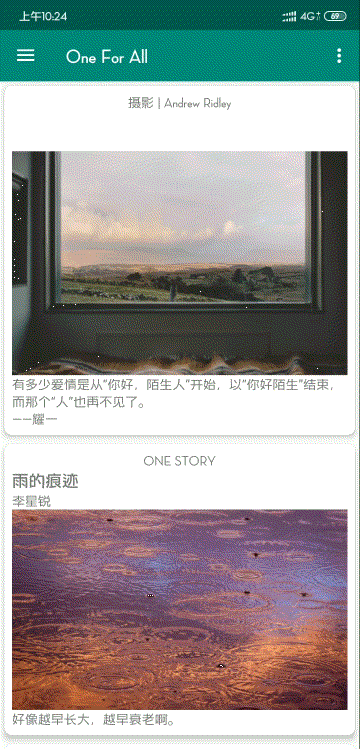 上午10:24
4G 69
One For All
摄影 | Andrew Ridley
有多少爱情是从“你好，陌生人”开始，以“你好陌生”结束，
而那个“人”也再不见了。
——耀一
ONE STORY
雨的痕迹
李星锐
好像越早长大，越早衰老啊。